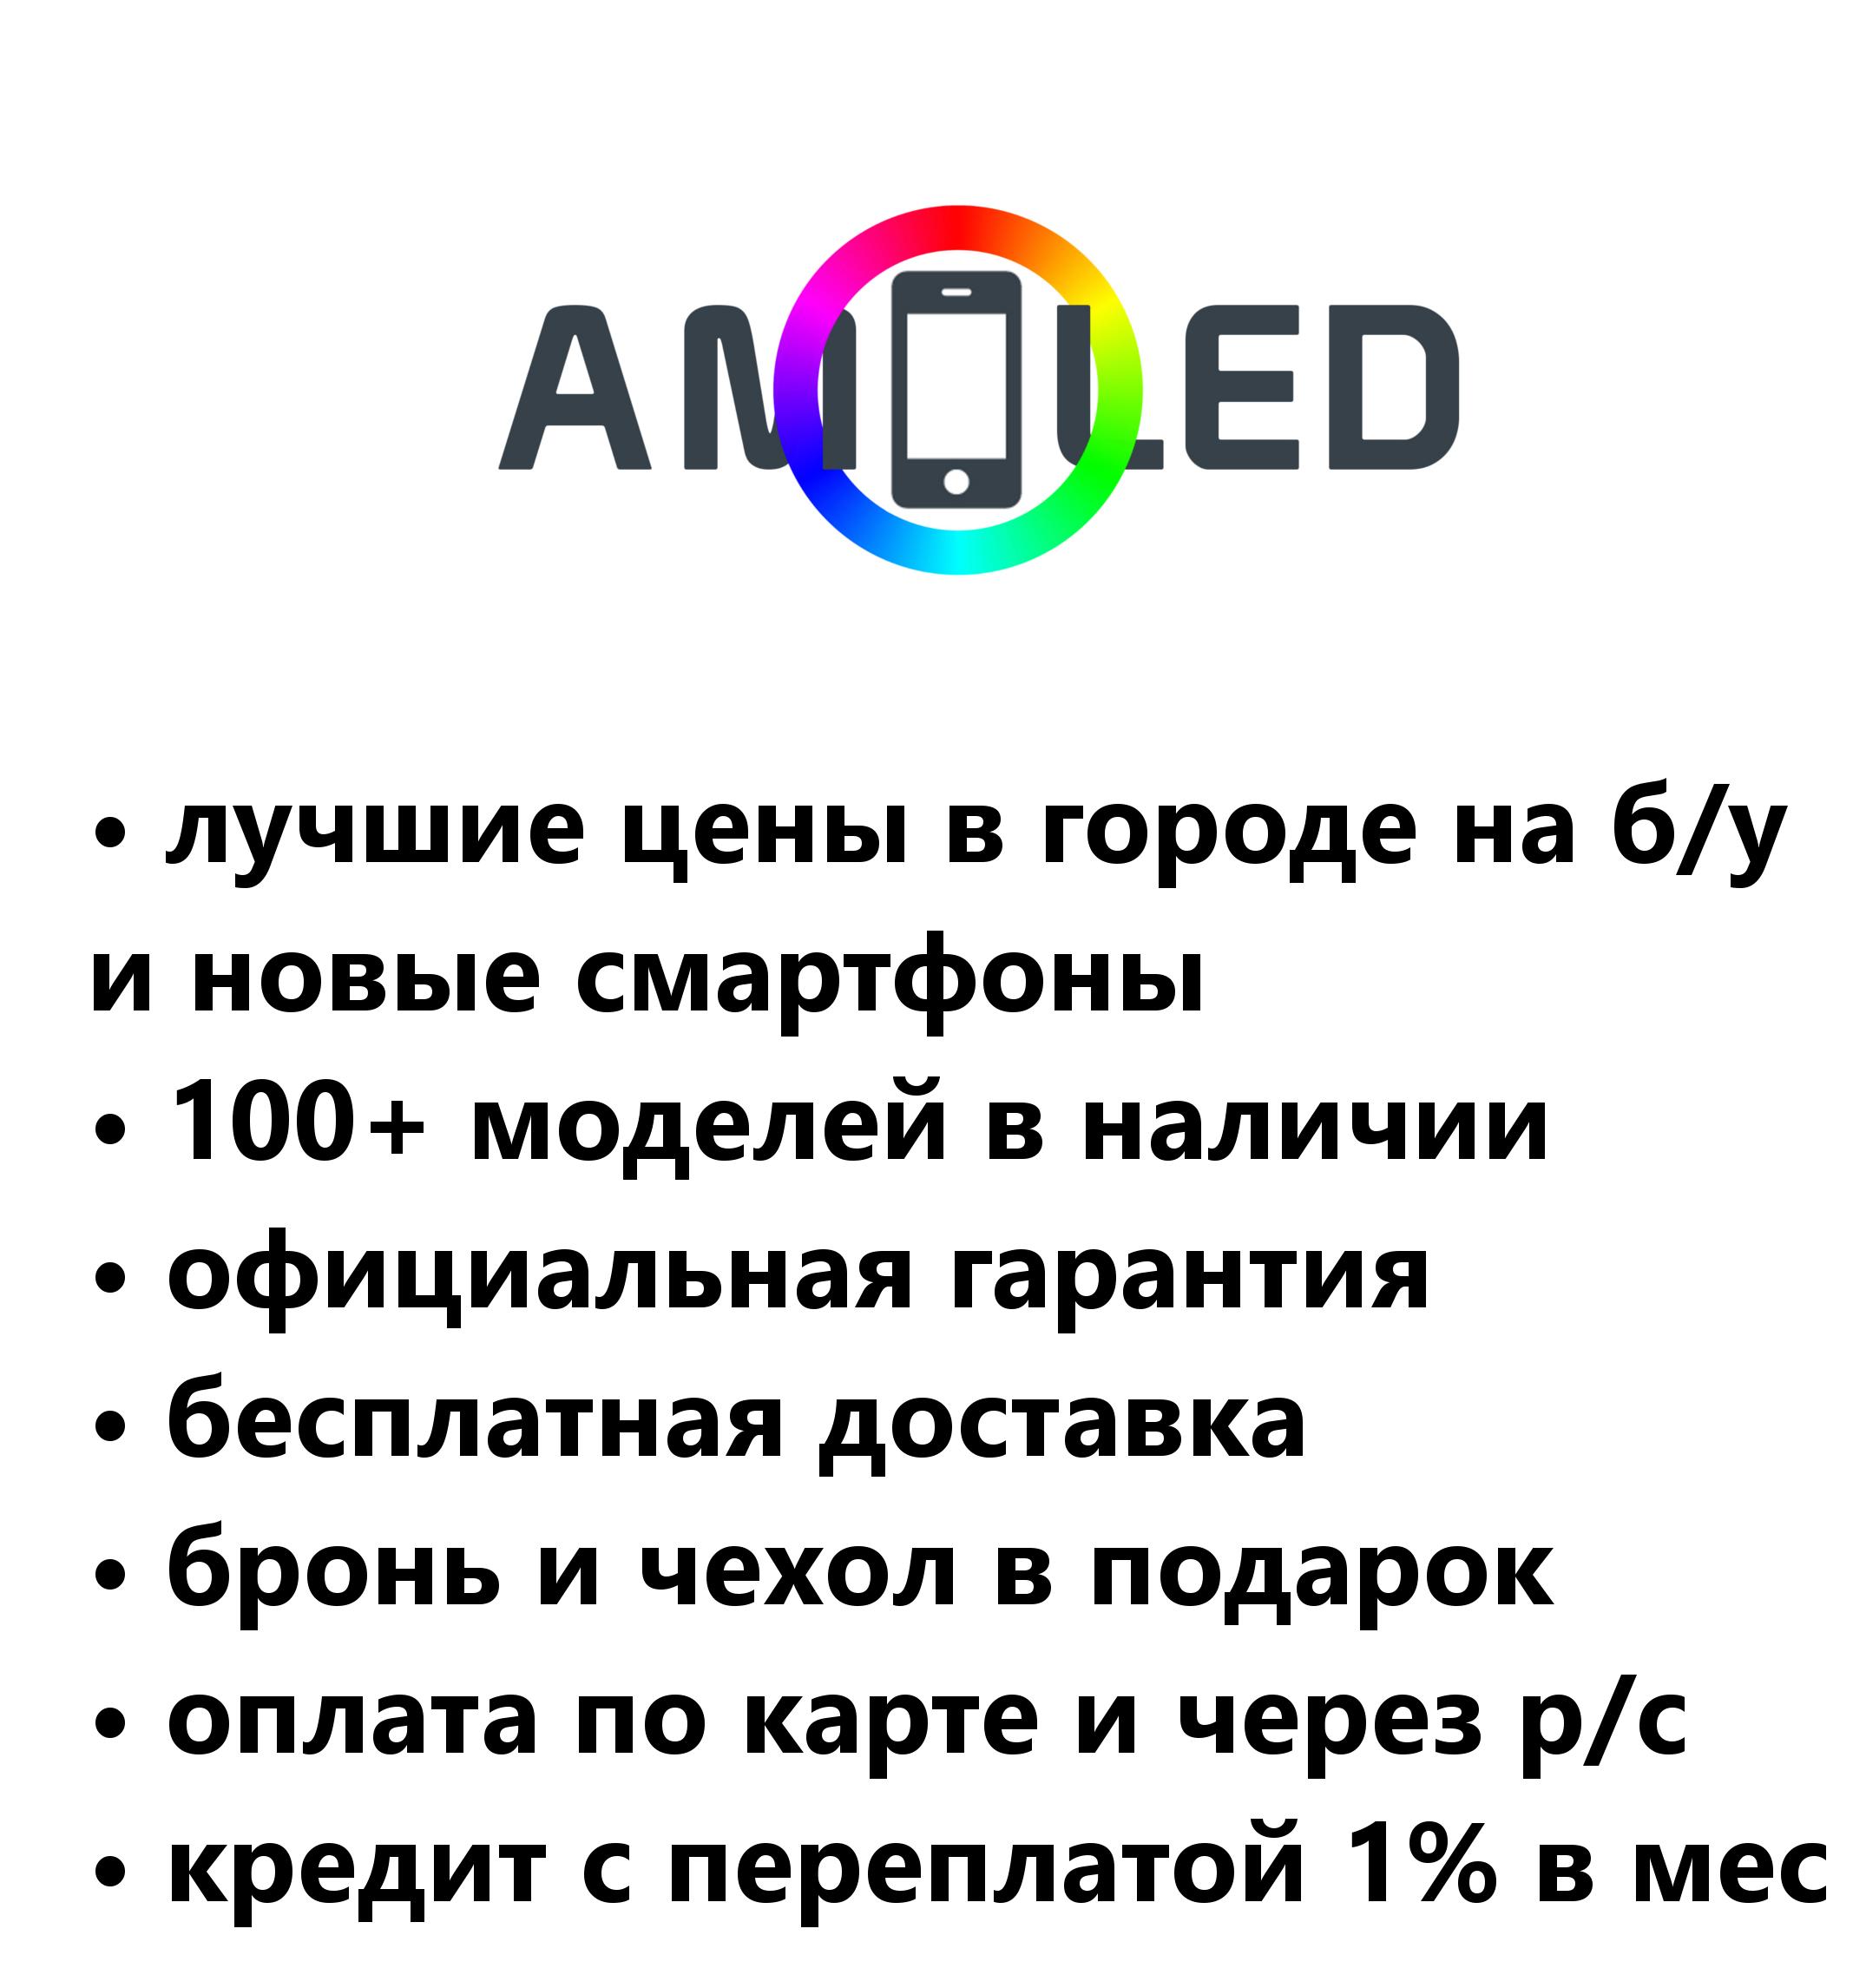 AMOLED
• лучшие цены в городе на б/у
и новые смартфоны
• 100+ моделей в наличии
• официальная гарантия
• бесплатная доставка
• бронь и чехол в подарок
• оплата по карте и через р/с
• кредит с переплатой 1% в мес